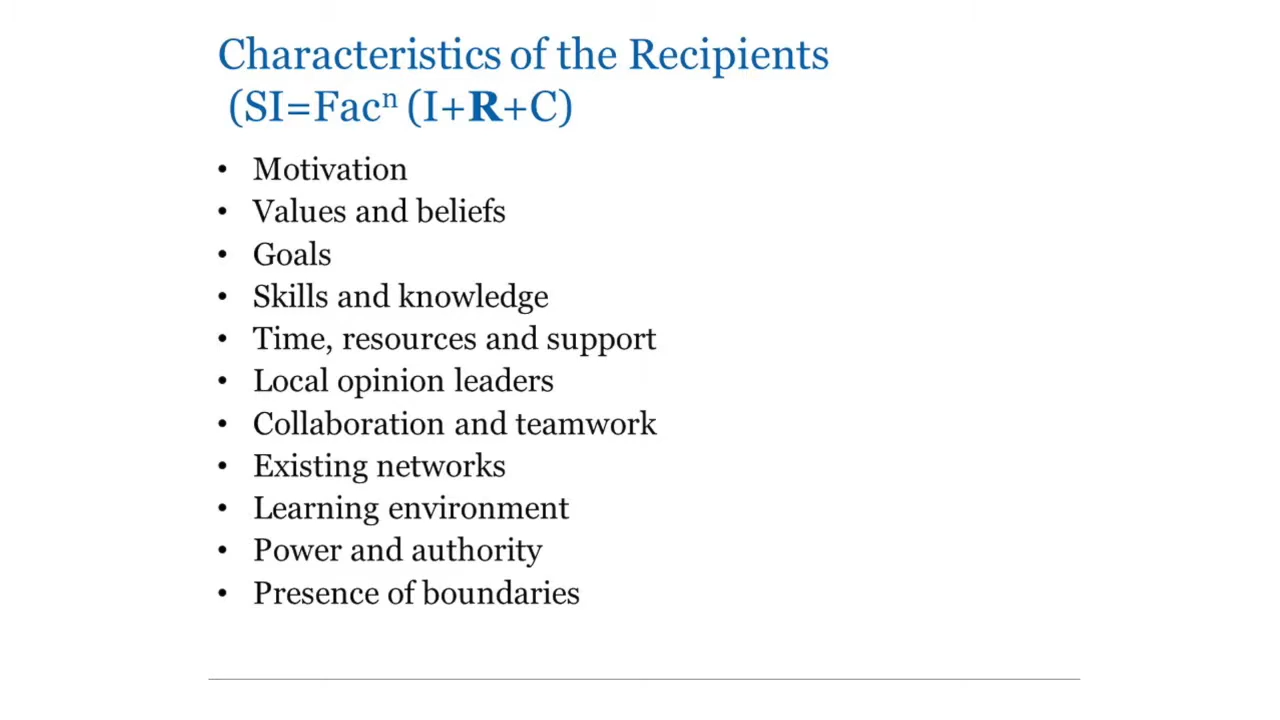 Characteristics of the Recipients
(SI=Facⁿ (I+R+C)
• Motivation
• Values and beliefs
• Goals
• Skills and knowledge
• Time, resources and support
• Local opinion leaders
• Collaboration and teamwork
• Existing networks
• Learning environment
• Power and authority
• Presence of boundaries